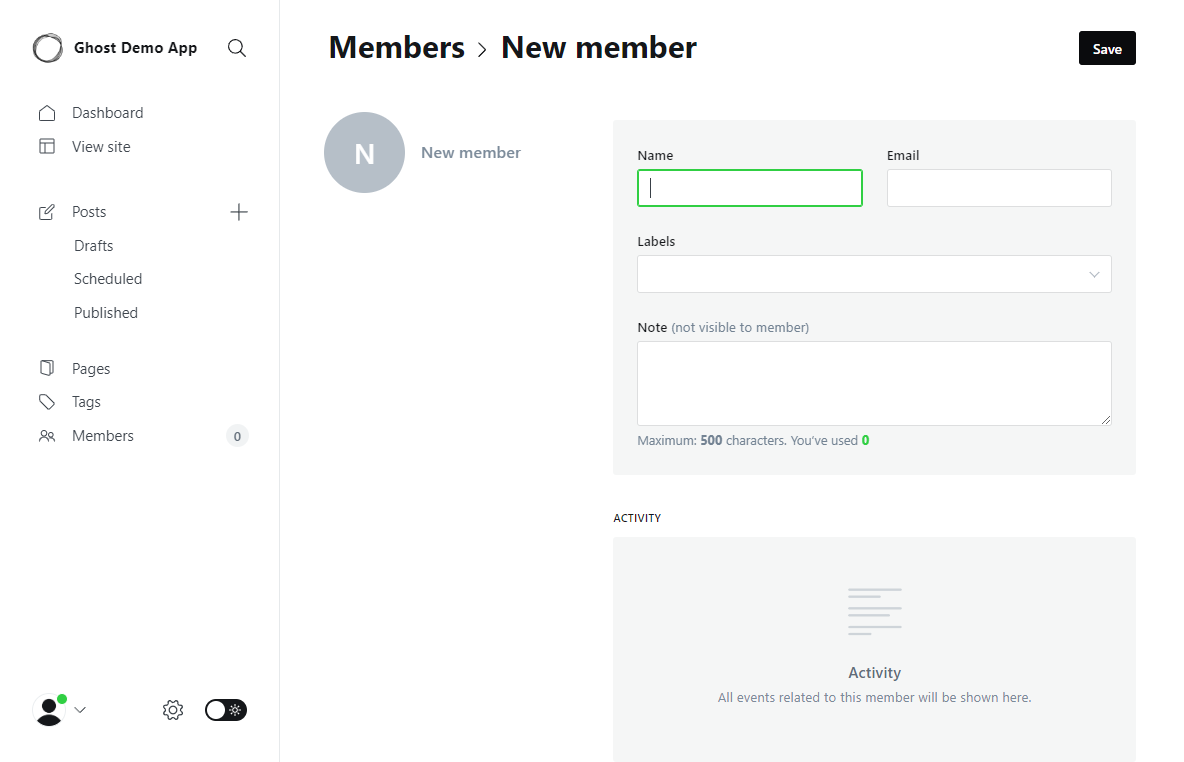 Ghost Demo App
Dashboard
View site
Posts
Drafts
Scheduled
Published
Pages
Tags
Members
0
Members › New member
Save
N
New member
Name
Email
Labels
Note (not visible to member)
Maximum: 500 characters. You’ve used 0
ACTIVITY
Activity
All events related to this member will be shown here.